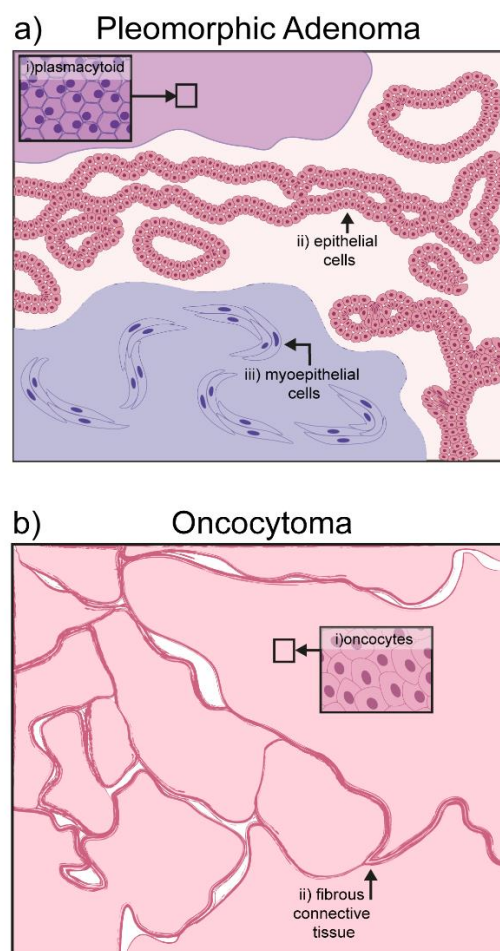 a) Pleomorphic Adenoma
i)plasmacytoid
ii) epithelial
cells
iii) myoepithelial
cells
b) Oncocytoma
i)oncocytes
ii) fibrous
connective
tissue